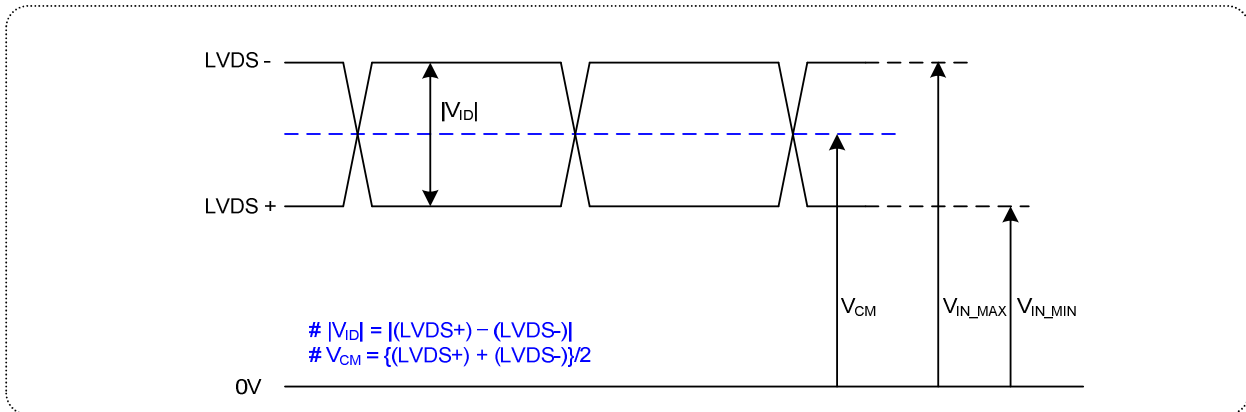 LVDS -
|VID|
LVDS +
VCM
VIN_MAX
VIN_MIN
# |VID| = |(LVDS+) – (LVDS-)|
# VCM = {(LVDS+) + (LVDS-)}/2
0V